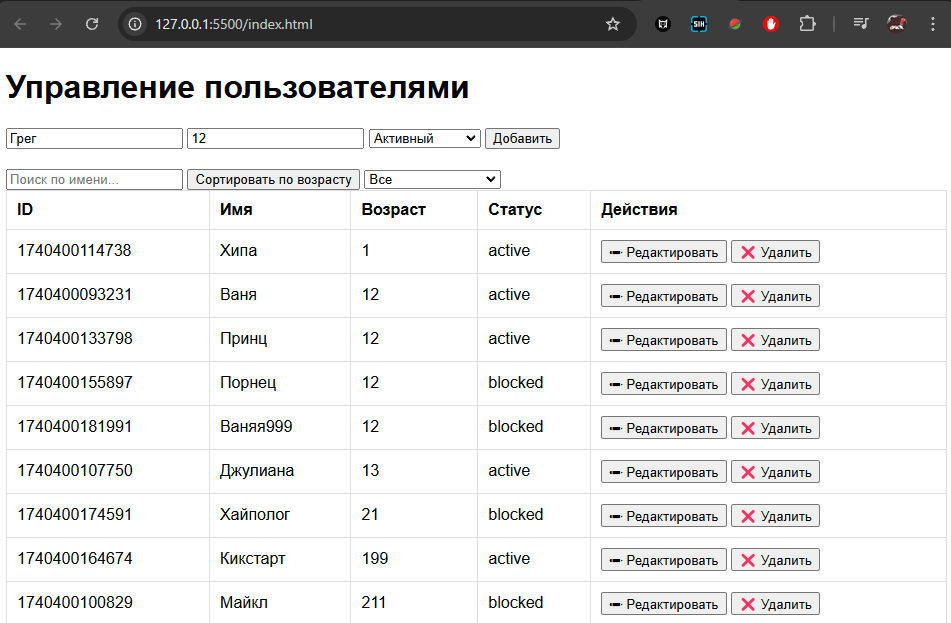 127.0.0.1:5500/index.html
SIH
Управление пользователями
Грег 12 Активный Добавить
Поиск по имени... Сортировать по возрасту Все
ID Имя Возраст Статус Действия
1740400114738 Хипа 1 active Редактировать Удалить
1740400093231 Ваня 12 active Редактировать Удалить
1740400133798 Принц 12 active Редактировать Удалить
1740400155897 Порнец 12 blocked Редактировать Удалить
1740400181991 Ваняя999 12 blocked Редактировать Удалить
1740400107750 Джулиана 13 active Редактировать Удалить
1740400174591 Хайполог 21 blocked Редактировать Удалить
1740400164674 Кикстарт 199 active Редактировать Удалить
1740400100829 Майкл 211 blocked Редактировать Удалить